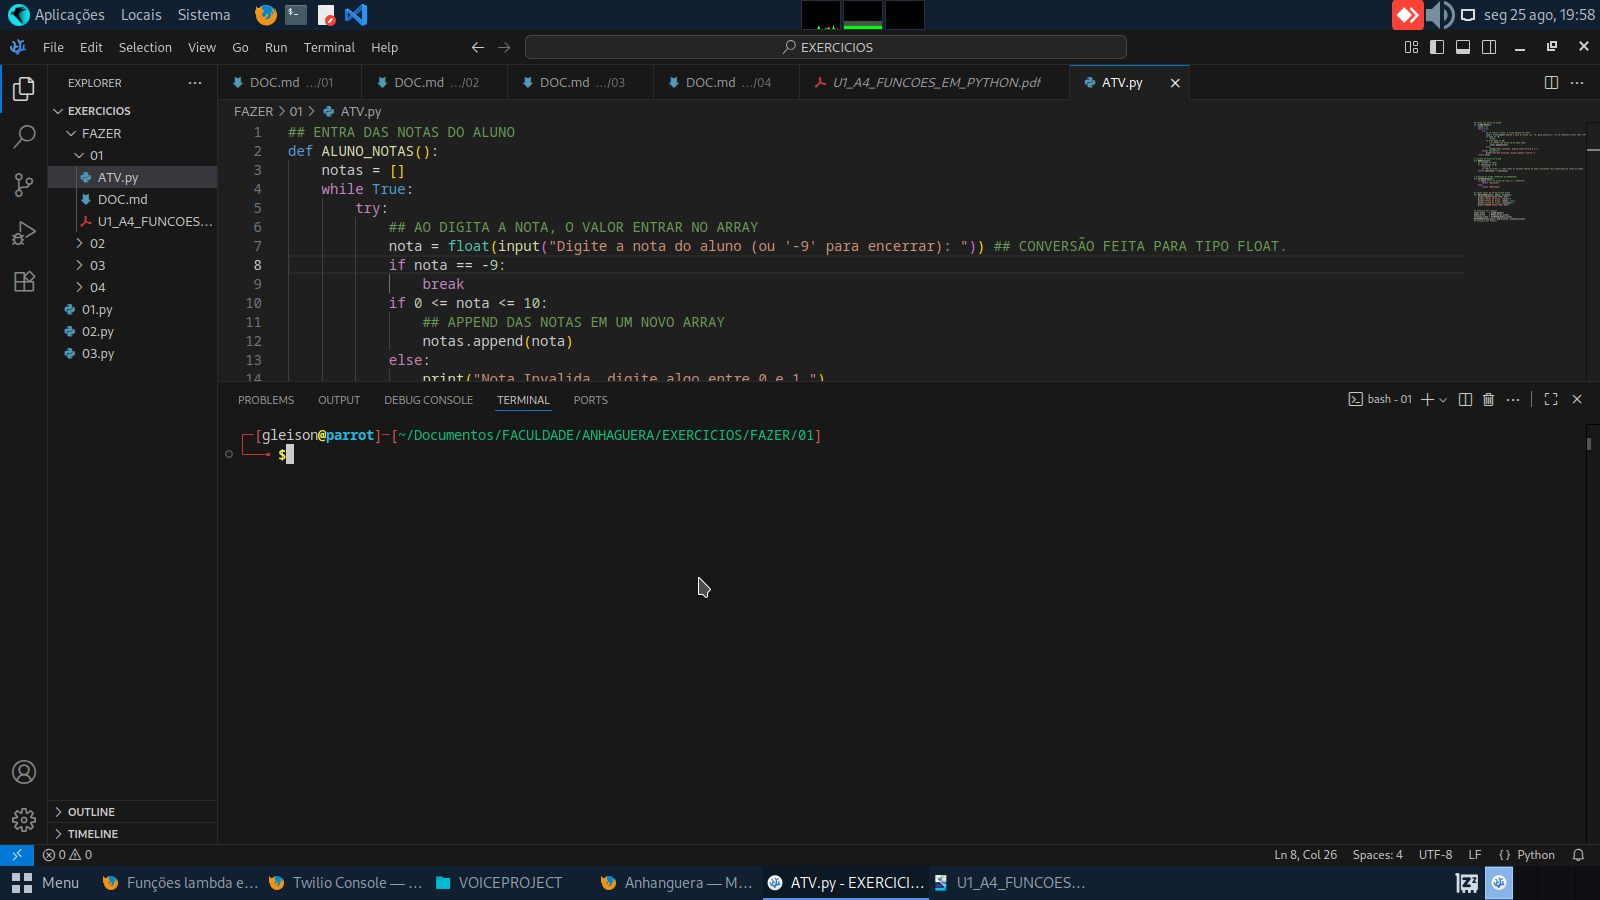 Aplicações Locais Sistema
seg 25 ago, 19:58
File Edit Selection View Go Run Terminal Help
EXERCICIOS
EXPLORER
EXERCICIOS
FAZER
01
ATV.py
DOC.md
U1_A4_FUNCOES...
02
03
04
01.py
02.py
03.py
OUTLINE
TIMELINE
DOC.md .../01
DOC.md .../02
DOC.md .../03
DOC.md .../04
U1_A4_FUNCOES_EM_PYTHON.pdf
ATV.py
FAZER > 01 > ATV.py
1 ## ENTRA DAS NOTAS DO ALUNO
2 def ALUNO_NOTAS():
3 notas = []
4 while True:
5 try:
6 ## AO DIGITA A NOTA, O VALOR ENTRAR NO ARRAY
7 nota = float(input("Digite a nota do aluno (ou '-9' para encerrar): ")) ## CONVERSÃO FEITA PARA TIPO FLOAT.
8 if nota == -9:
9 break
10 if 0 <= nota <= 10:
11 ## APPEND DAS NOTAS EM UM NOVO ARRAY
12 notas.append(nota)
13 else:
14 print("Nota Invalida, digite algo entre 0 e 1.")
PROBLEMS OUTPUT DEBUG CONSOLE TERMINAL PORTS
bash - 01
[gleison@parrot]-[~/Documentos/FACULDADE/ANHAGUERA/EXERCICIOS/FAZER/01]
$
0 0
Ln 8, Col 26 Spaces: 4 UTF-8 LF {} Python
Menu
Funções lambda e...
Twilio Console — ...
VOICEPROJECT
Anhanguera — M...
ATV.py - EXERCICI...
U1_A4_FUNCOES...